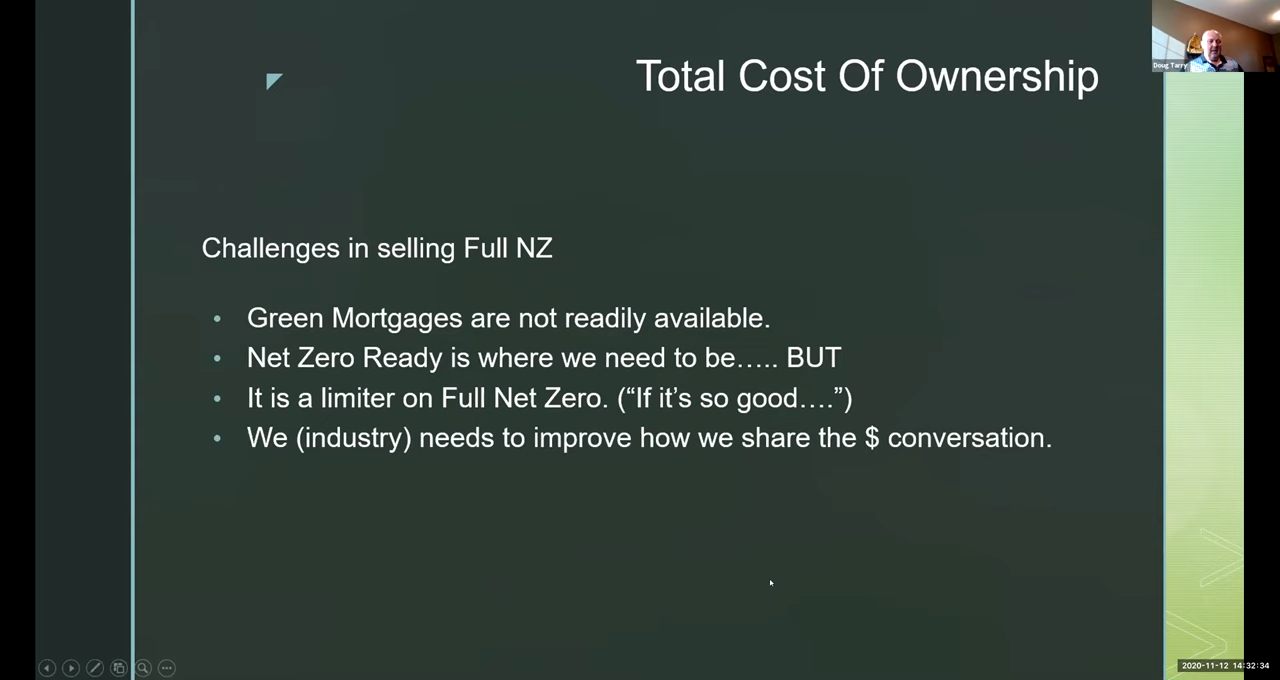 Total Cost Of Ownership
Doug Tarry
Challenges in selling Full NZ
• Green Mortgages are not readily available.
• Net Zero Ready is where we need to be….. BUT
• It is a limiter on Full Net Zero. (“If it’s so good….”)
• We (industry) needs to improve how we share the $ conversation.
2020-11-12 14:32:34